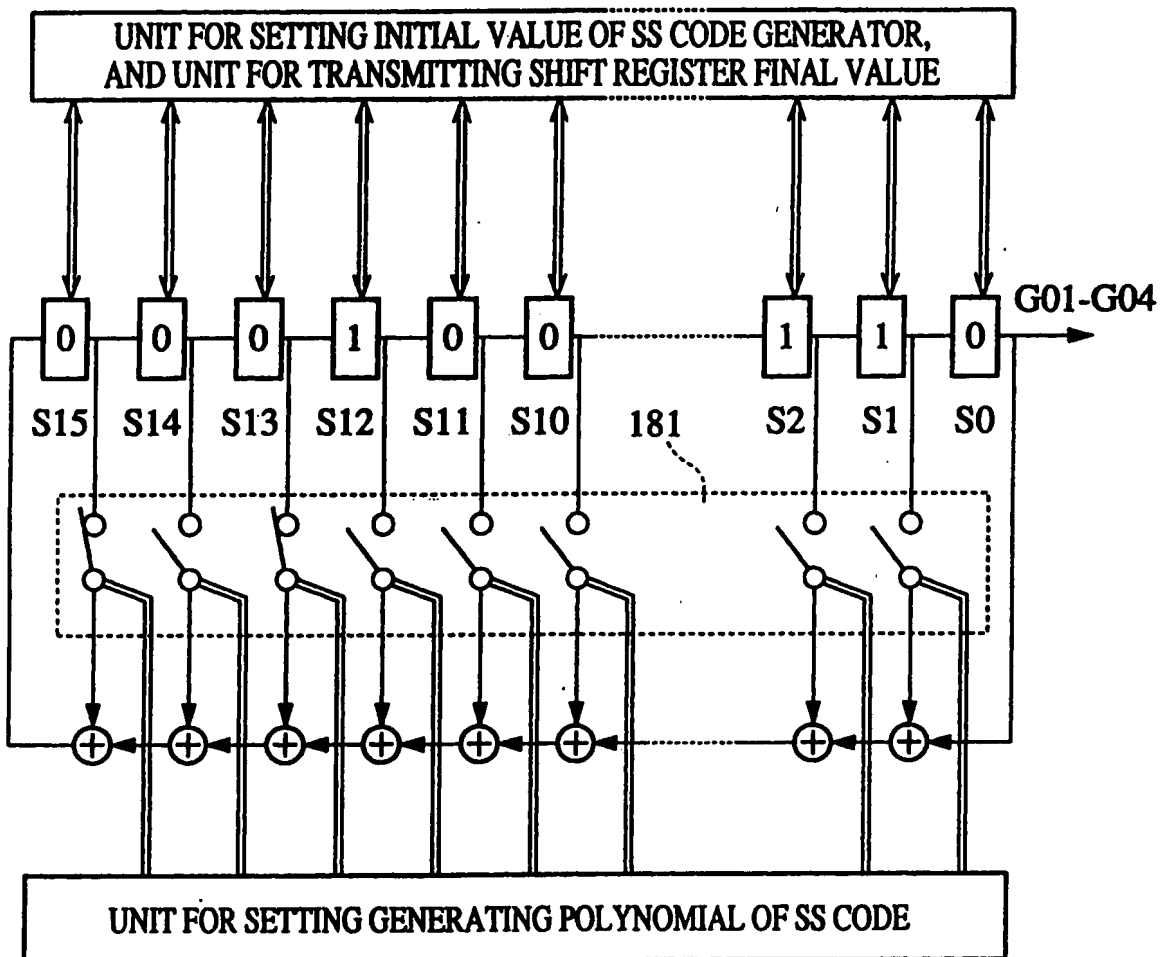 UNIT FOR SETTING INITIAL VALUE OF SS CODE GENERATOR,
AND UNIT FOR TRANSMITTING SHIFT REGISTER FINAL VALUE
G01-G04
0 0 0 1 0 0 1 1 0
S15 S14 S13 S12 S11 S10 181 S2 S1 S0
UNIT FOR SETTING GENERATING POLYNOMIAL OF SS CODE